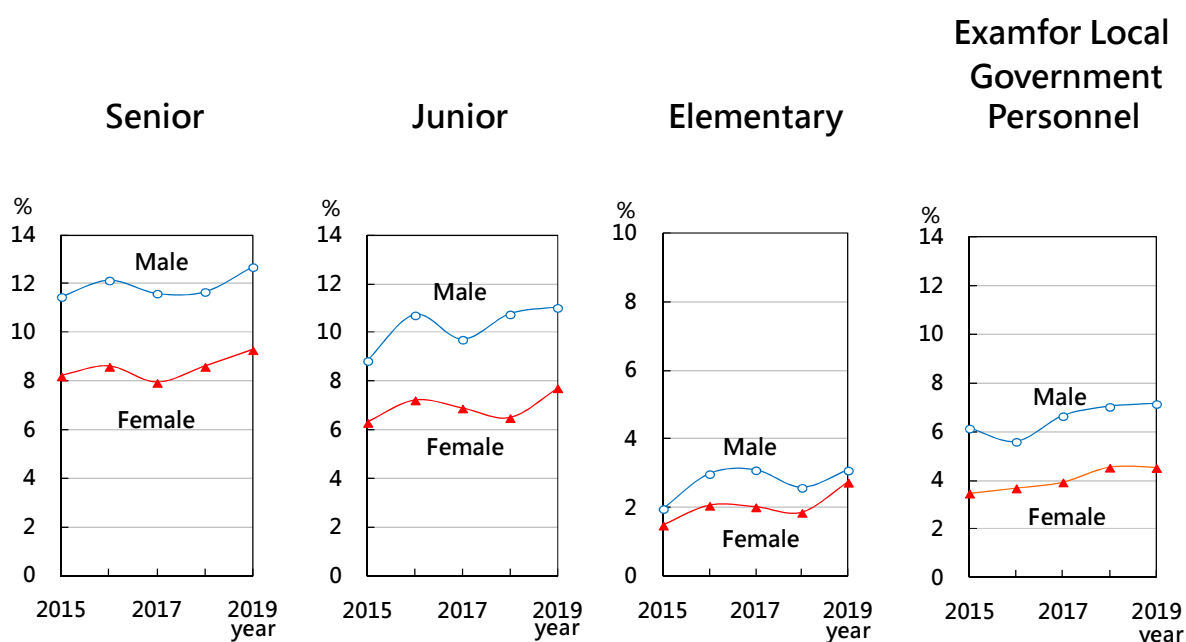 Senior
%
14
12
10
8
6
4
2
0
Male
Female
2015
2017
2019
year
Junior
14
12
10
8
6
4
2
0
Male
Female
2015
2017
2019
year
Elementary
%
10
8
6
4
2
0
Male
Female
2015
2017
2019
year
Examfor Local
Government
Personnel
%
14
12
10
8
6
4
2
0
Male
Female
2015
2017
2019
year